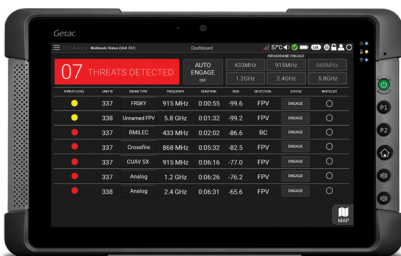 Getac
Multimode Status (Unit 337) Dashboard 57°C
BROADBAND ENGAGE
07 THREATS DETECTED
AUTO ENGAGE OFF
433MHz 915MHz 868MHz
1.2GHz 2.4GHz 5.8GHz
THREAT LEVEL UNIT ID DRONE TYPE FREQUENCY DURATION RSSI DETECTION STATUS WHITELIST
337 FRSKY 915 MHz 0:00:55 -99.6 FPV ENGAGE
338 Unnamed FPV 5.8 GHz 0:01:32 -99.2 FPV ENGAGE
337 RMILEC 433 MHz 0:02:02 -86.6 RC ENGAGE
337 Crossfire 868 MHz 0:05:32 -82.5 FPV ENGAGE
337 CUAV SX 915 MHz 0:06:16 -77.0 FPV ENGAGE
337 Analog 1.2 GHz 0:06:26 -76.2 FPV ENGAGE
338 Analog 2.4 GHz 0:06:31 -65.6 FPV ENGAGE
MAP
P1
P2